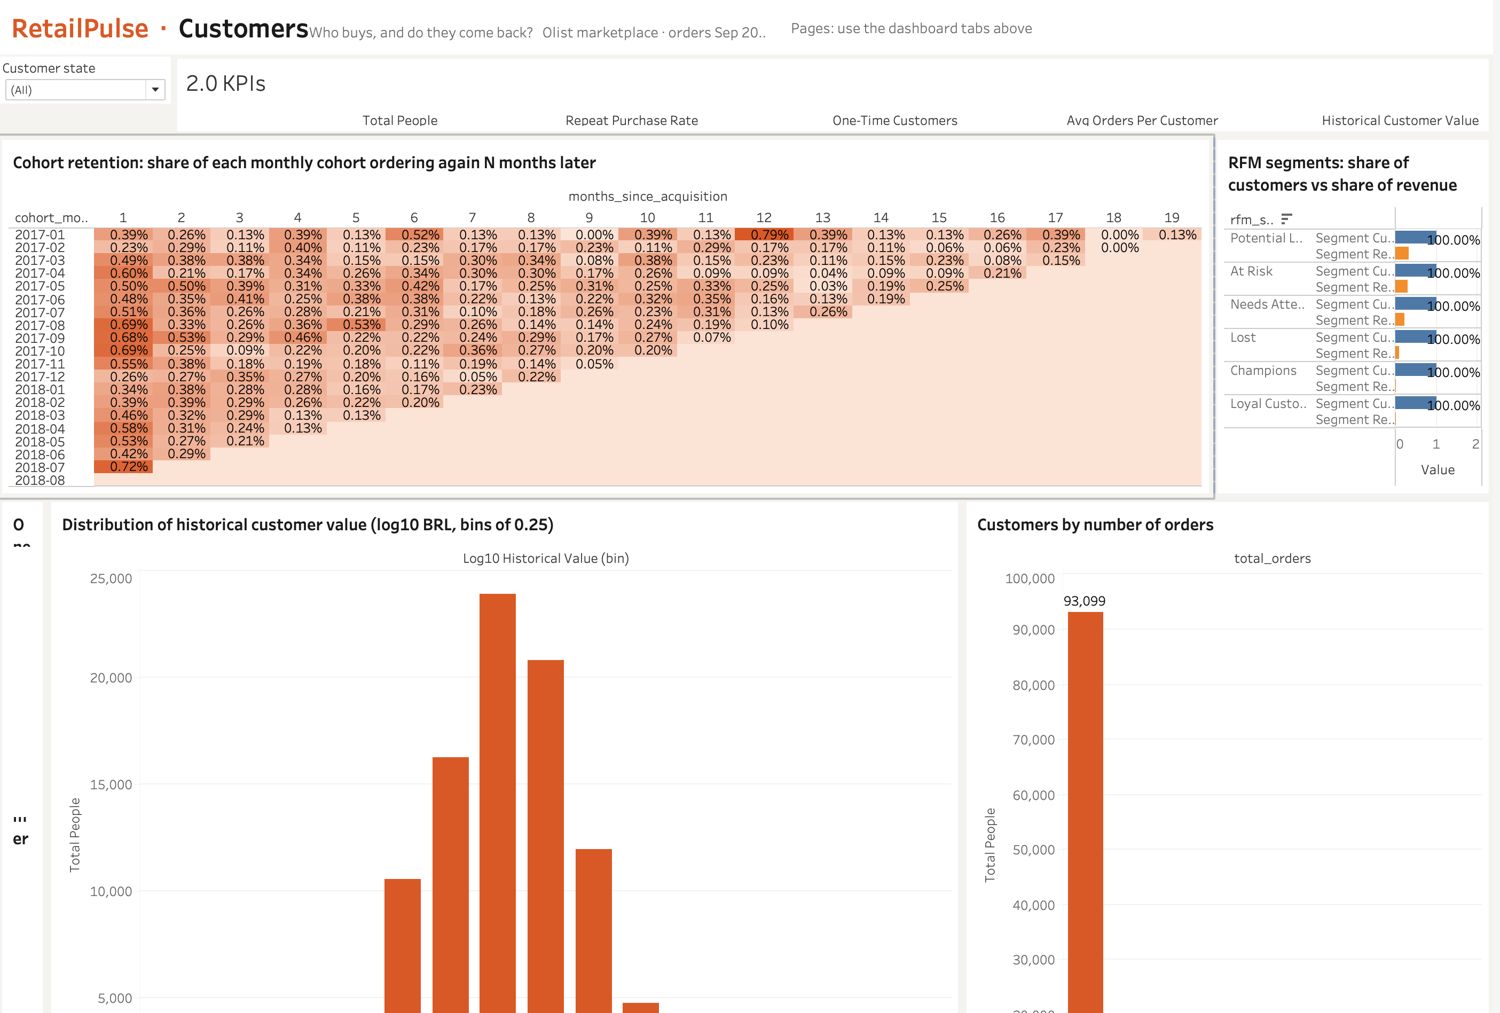 RetailPulse · Customers Who buys, and do they come back? Olist marketplace · orders Sep 20.. Pages: use the dashboard tabs above
Customer state
(All)
2.0 KPIs
Total People Repeat Purchase Rate One-Time Customers Avg Orders Per Customer Historical Customer Value
Cohort retention: share of each monthly cohort ordering again N months later
months_since_acquisition
cohort_mo.. 1 2 3 4 5 6 7 8 9 10 11 12 13 14 15 16 17 18 19
2017-01 0.39% 0.26% 0.13% 0.39% 0.13% 0.52% 0.13% 0.13% 0.00% 0.39% 0.13% 0.79% 0.39% 0.13% 0.13% 0.26% 0.39% 0.00% 0.13%
2017-02 0.23% 0.29% 0.11% 0.40% 0.11% 0.23% 0.17% 0.17% 0.23% 0.11% 0.29% 0.17% 0.17% 0.11% 0.06% 0.06% 0.23% 0.00%
2017-03 0.49% 0.38% 0.38% 0.34% 0.15% 0.15% 0.30% 0.34% 0.08% 0.38% 0.15% 0.23% 0.11% 0.15% 0.23% 0.08% 0.15%
2017-04 0.60% 0.21% 0.17% 0.34% 0.26% 0.34% 0.30% 0.30% 0.17% 0.26% 0.09% 0.09% 0.04% 0.09% 0.09% 0.21%
2017-05 0.50% 0.50% 0.39% 0.31% 0.33% 0.42% 0.17% 0.25% 0.31% 0.25% 0.33% 0.25% 0.03% 0.19% 0.25%
2017-06 0.48% 0.35% 0.41% 0.25% 0.38% 0.38% 0.22% 0.13% 0.22% 0.32% 0.35% 0.16% 0.13% 0.19%
2017-07 0.51% 0.36% 0.26% 0.28% 0.21% 0.31% 0.10% 0.18% 0.26% 0.23% 0.31% 0.13% 0.26%
2017-08 0.69% 0.33% 0.26% 0.36% 0.53% 0.29% 0.26% 0.14% 0.14% 0.24% 0.19% 0.10%
2017-09 0.68% 0.53% 0.29% 0.46% 0.22% 0.22% 0.24% 0.29% 0.17% 0.27% 0.07%
2017-10 0.69% 0.25% 0.09% 0.22% 0.20% 0.22% 0.36% 0.27% 0.20% 0.20%
2017-11 0.55% 0.38% 0.18% 0.19% 0.18% 0.11% 0.19% 0.14% 0.05%
2017-12 0.26% 0.27% 0.35% 0.27% 0.20% 0.16% 0.05% 0.22%
2018-01 0.34% 0.38% 0.28% 0.28% 0.16% 0.17% 0.23%
2018-02 0.39% 0.39% 0.29% 0.26% 0.22% 0.20%
2018-03 0.46% 0.32% 0.29% 0.13% 0.13%
2018-04 0.58% 0.31% 0.24% 0.13%
2018-05 0.53% 0.27% 0.21%
2018-06 0.42% 0.29%
2018-07 0.72%
2018-08
RFM segments: share of
customers vs share of revenue
rfm_s..
Potential L.. Segment Cu.. 100.00%
Segment Re..
At Risk Segment Cu.. 100.00%
Segment Re..
Needs Atte.. Segment Cu.. 100.00%
Segment Re..
Lost Segment Cu.. 100.00%
Segment Re..
Champions Segment Cu.. 100.00%
Segment Re..
Loyal Custo.. Segment Cu.. 100.00%
Segment Re..
0 1 2
Value
O
ne
...
er
Distribution of historical customer value (log10 BRL, bins of 0.25)
Log10 Historical Value (bin)
25,000
20,000
15,000
10,000
5,000
Total People
Customers by number of orders
total_orders
100,000
93,099
90,000
80,000
70,000
60,000
50,000
40,000
30,000
Total People